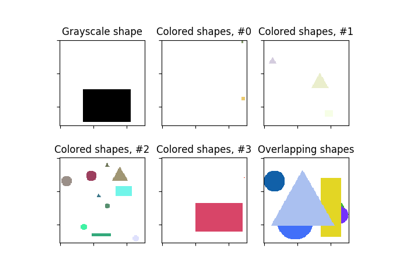 Grayscale shape
Colored shapes, #0
Colored shapes, #1
Colored shapes, #2
Colored shapes, #3
Overlapping shapes